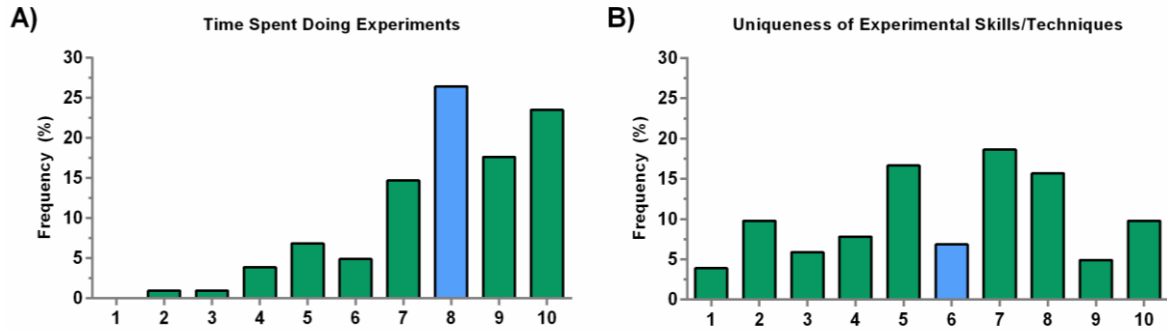 A)
Time Spent Doing Experiments
Frequency (%)
30
25
20
15
10
5
0
1 2 3 4 5 6 7 8 9 10
B)
Uniqueness of Experimental Skills/Techniques
Frequency (%)
30
25
20
15
10
5
0
1 2 3 4 5 6 7 8 9 10